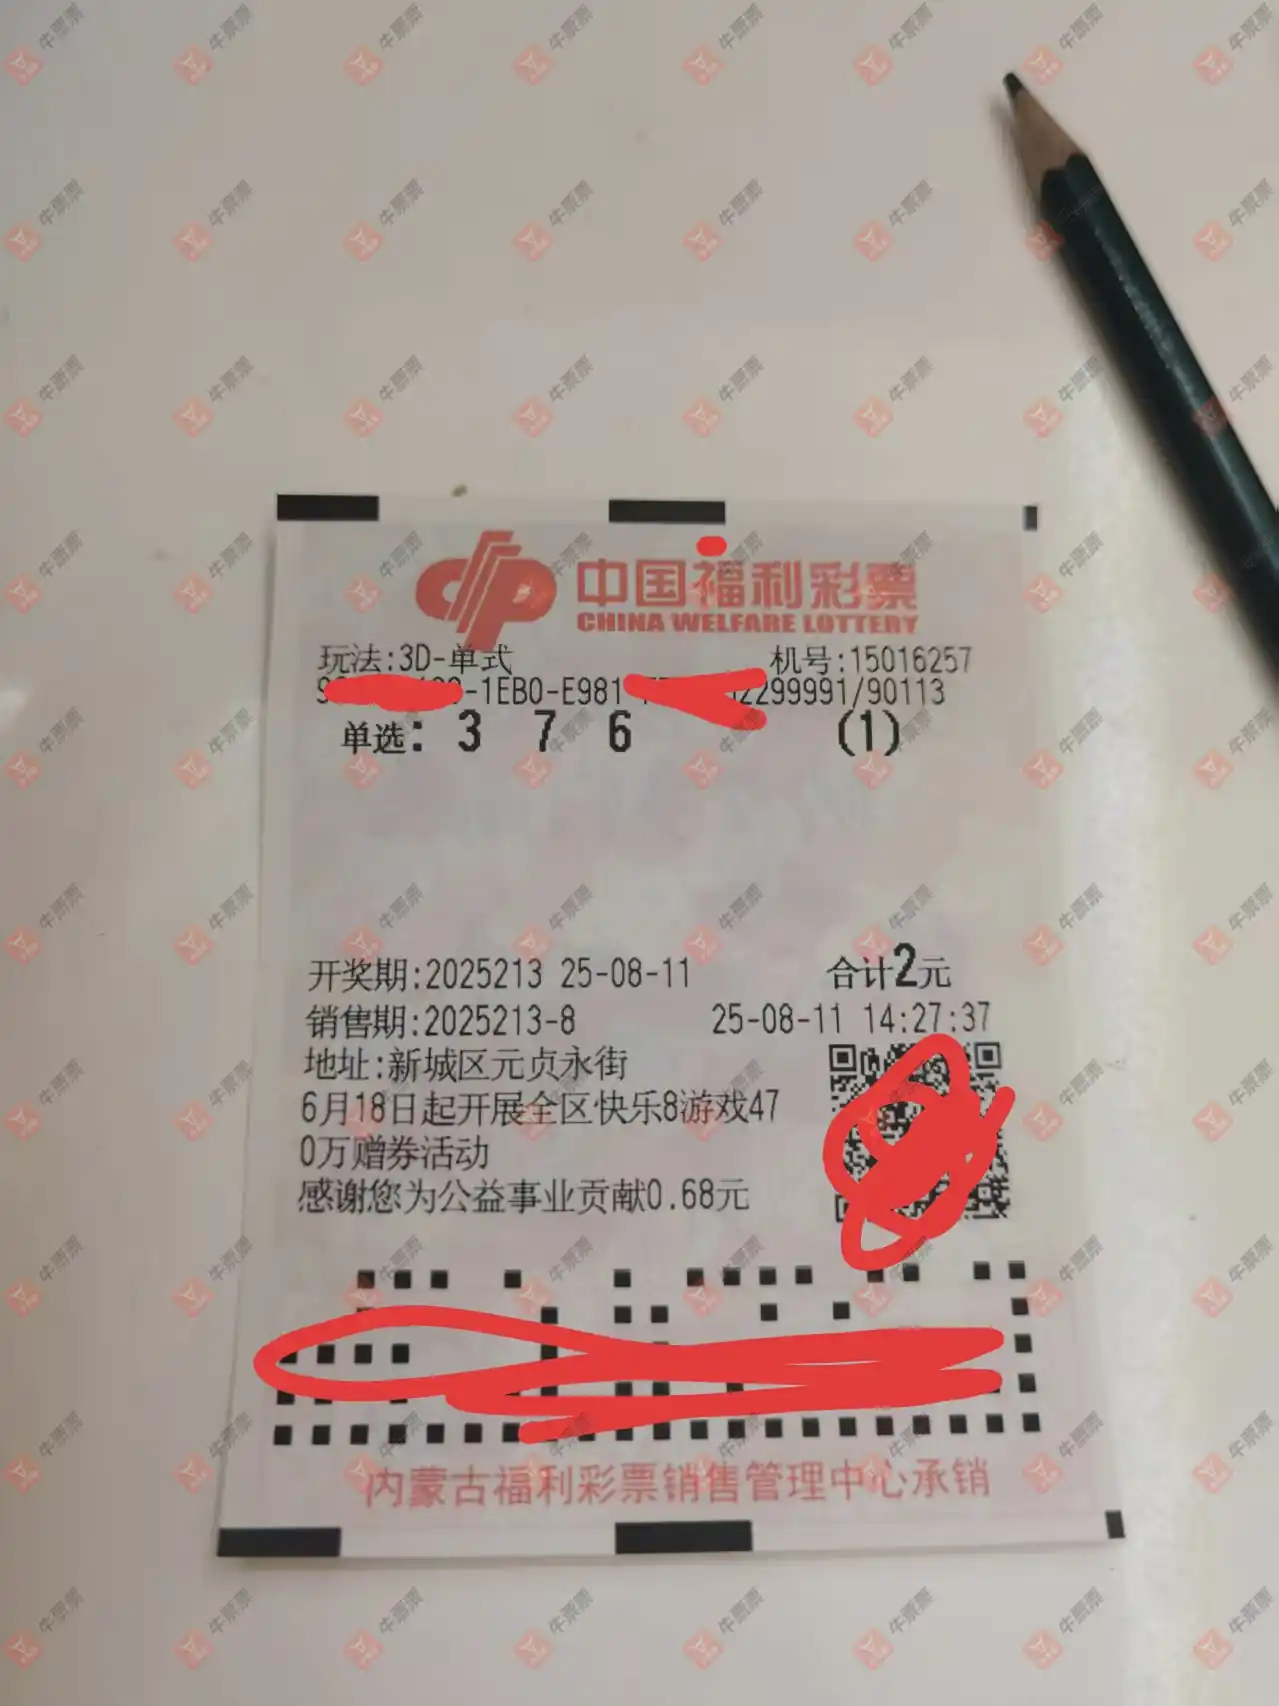 中国福利彩票
CHINA WELFARE LOTTERY
玩法:3D-单式 机号:15016257
-1EB0-E981 2299991/90113
单选: 3 7 6 (1)
开奖期:2025213 25-08-11 合计2元
销售期:2025213-8 25-08-11 14:27:37
地址:新城区元贞永街
6月18日起开展全区快乐8游戏47
0万赠券活动
感谢您为公益事业贡献0.68元
内蒙古福利彩票销售管理中心承销
牛票票